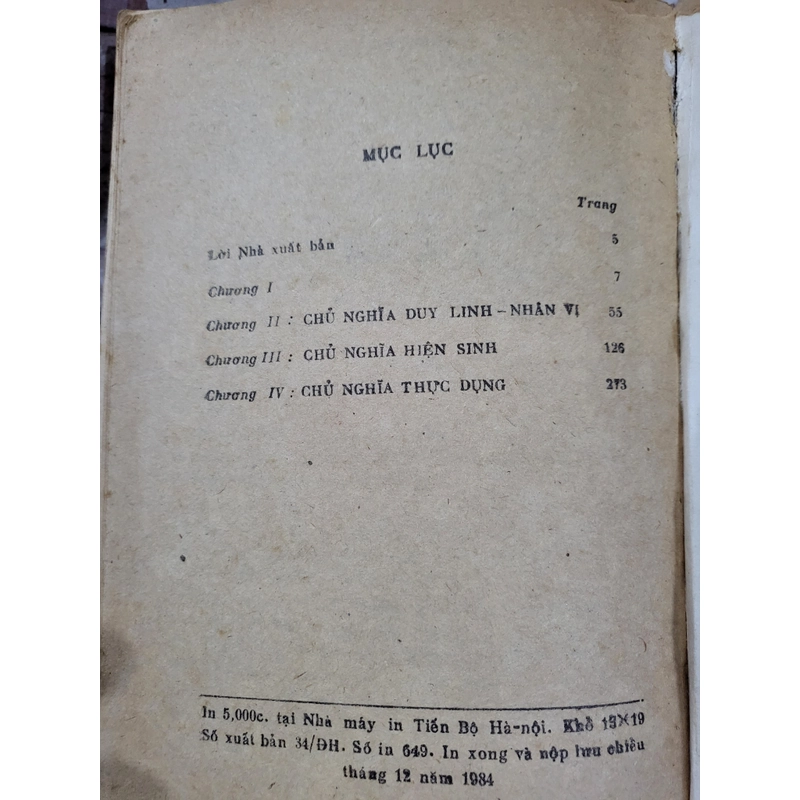 MỤC LỤC
Trang
Lời Nhà xuất bản 5
Chương I 7
Chương II : CHỦ NGHĨA DUY LINH – NHÂN VỊ 55
Chương III : CHỦ NGHĨA HIỆN SINH 126
Chương IV : CHỦ NGHĨA THỰC DỤNG 273
In 5,000c. tại Nhà máy in Tiến Bộ Hà-nội. Khổ 13×19
Số xuất bản 34/ĐH. Số in 649. In xong và nộp lưu chiểu
tháng 12 năm 1984